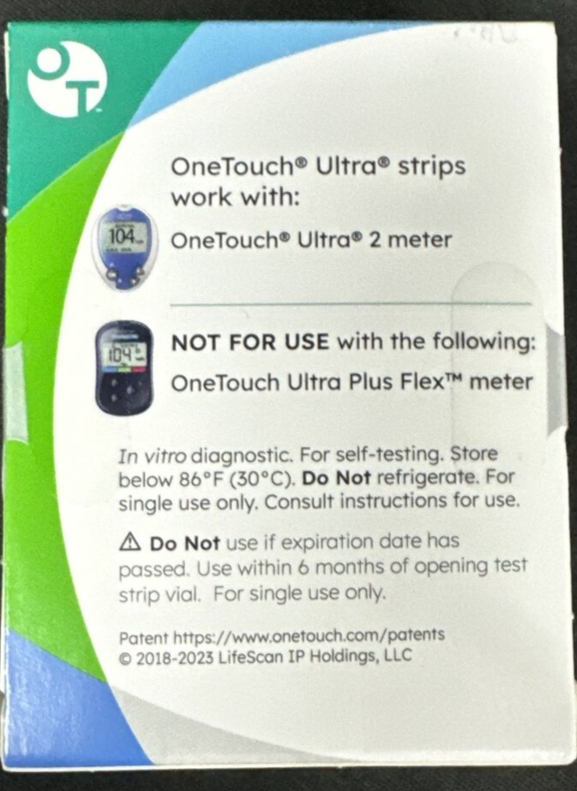 OT™
OneTouch® Ultra® strips
work with:
104
OneTouch® Ultra® 2 meter
NOT FOR USE with the following:
104
OneTouch Ultra Plus Flex™ meter
In vitro diagnostic. For self-testing. Store
below 86°F (30°C). Do Not refrigerate. For
single use only. Consult instructions for use.
⚠ Do Not use if expiration date has
passed. Use within 6 months of opening test
strip vial. For single use only.
Patent https://www.onetouch.com/patents
© 2018-2023 LifeScan IP Holdings, LLC